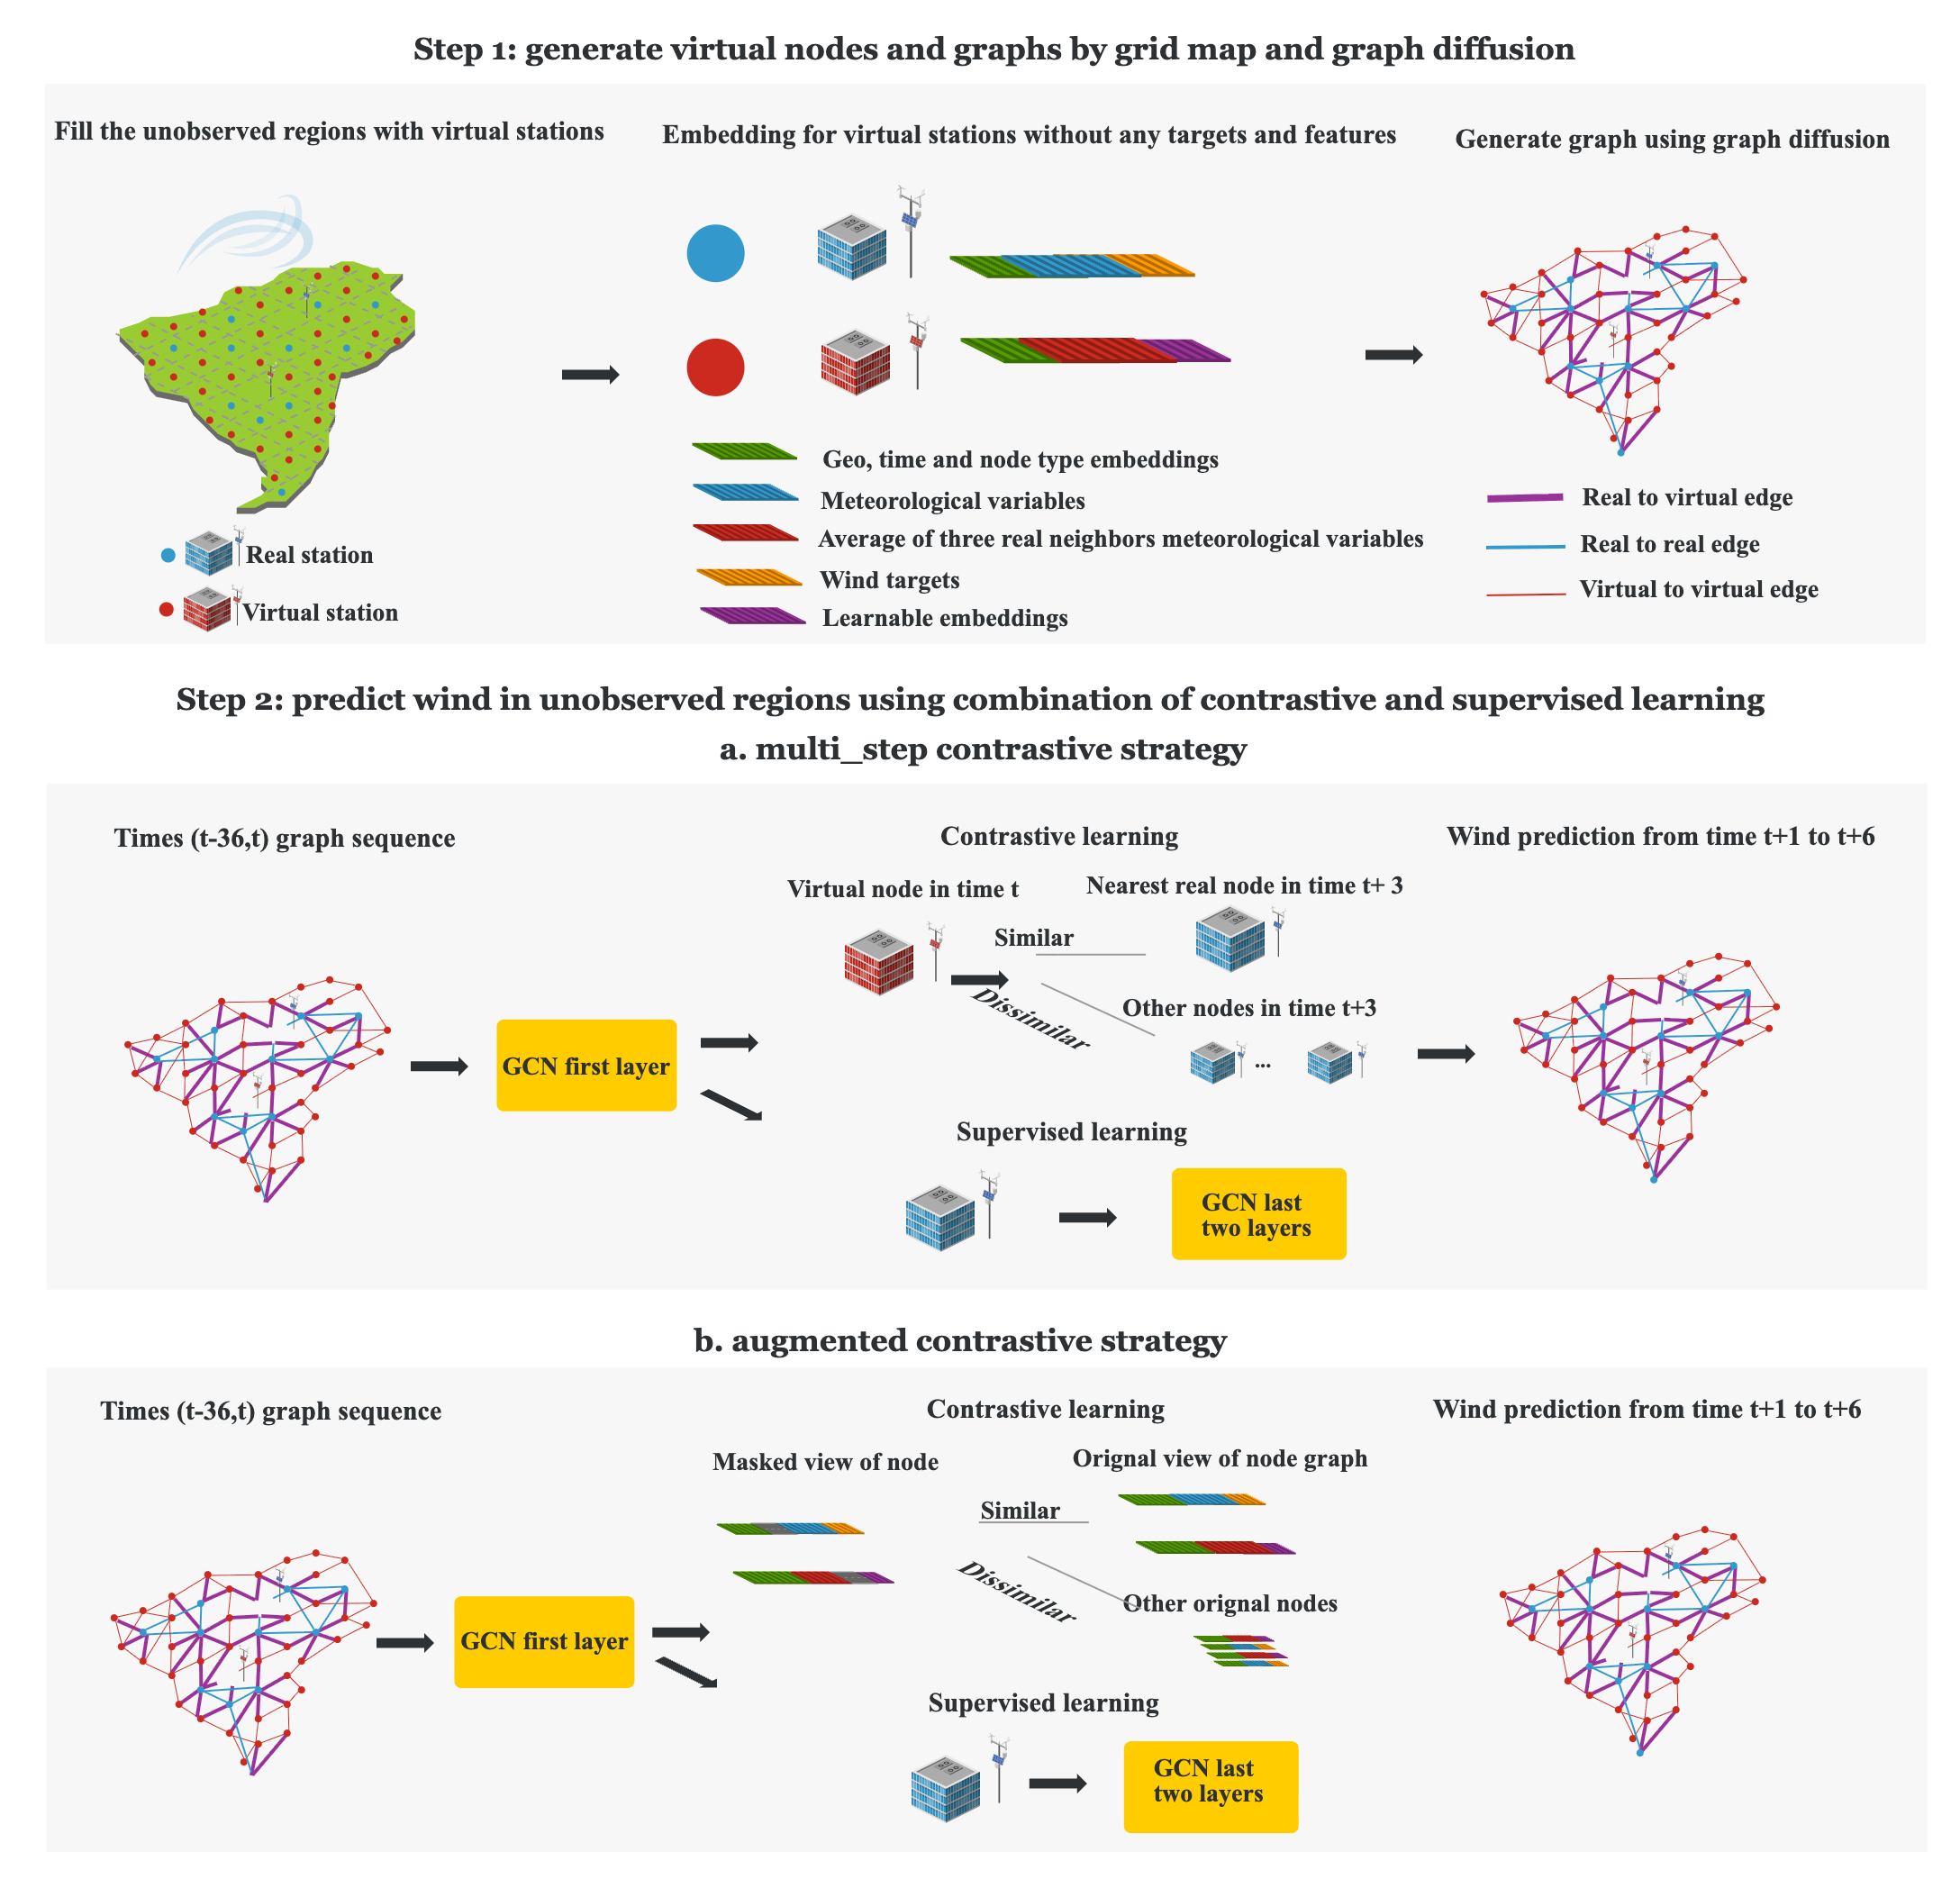 Step 1: generate virtual nodes and graphs by grid map and graph diffusion
Fill the unobserved regions with virtual stations
Embedding for virtual stations without any targets and features
Generate graph using graph diffusion
Geo, time and node type embeddings
Meteorological variables
Average of three real neighbors meteorological variables
Wind targets
Learnable embeddings
Real station
Virtual station
Real to virtual edge
Real to real edge
Virtual to virtual edge
Step 2: predict wind in unobserved regions using combination of contrastive and supervised learning
a. multi_step contrastive strategy
Times (t-36,t) graph sequence
Contrastive learning
Wind prediction from time t+1 to t+6
Virtual node in time t
Nearest real node in time t+ 3
Similar
Dissimilar
Other nodes in time t+3
...
GCN first layer
Supervised learning
GCN last
two layers
b. augmented contrastive strategy
Times (t-36,t) graph sequence
Contrastive learning
Wind prediction from time t+1 to t+6
Masked view of node
Orignal view of node graph
Similar
Dissimilar
Other orignal nodes
GCN first layer
Supervised learning
GCN last
two layers